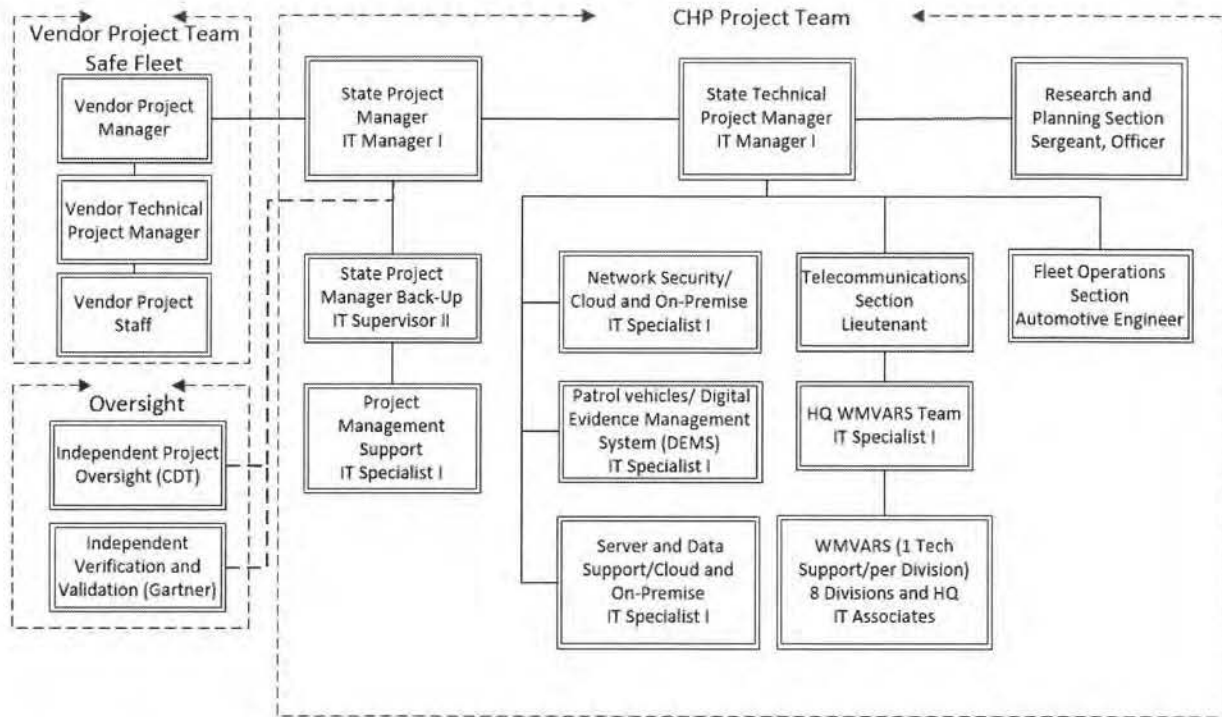 Vendor Project Team
Safe Fleet
Vendor Project
Manager
Vendor Technical
Project Manager
Vendor Project
Staff
Oversight
Independent Project
Oversight (CDT)
Independent
Verification and
Validation (Gartner)
CHP Project Team
State Project
Manager
IT Manager I
State Project
Manager Back-Up
IT Supervisor II
Project
Management
Support
IT Specialist I
State Technical
Project Manager
IT Manager I
Research and
Planning Section
Sergeant, Officer
Network Security/
Cloud and On-Premise
IT Specialist I
Patrol vehicles/ Digital
Evidence Management
System (DEMS)
IT Specialist I
Server and Data
Support/Cloud and
On-Premise
IT Specialist I
Telecommunications
Section
Lieutenant
HQ WMVARS Team
IT Specialist I
WMVARS (1 Tech
Support/per Division)
8 Divisions and HQ
IT Associates
Fleet Operations
Section
Automotive Engineer